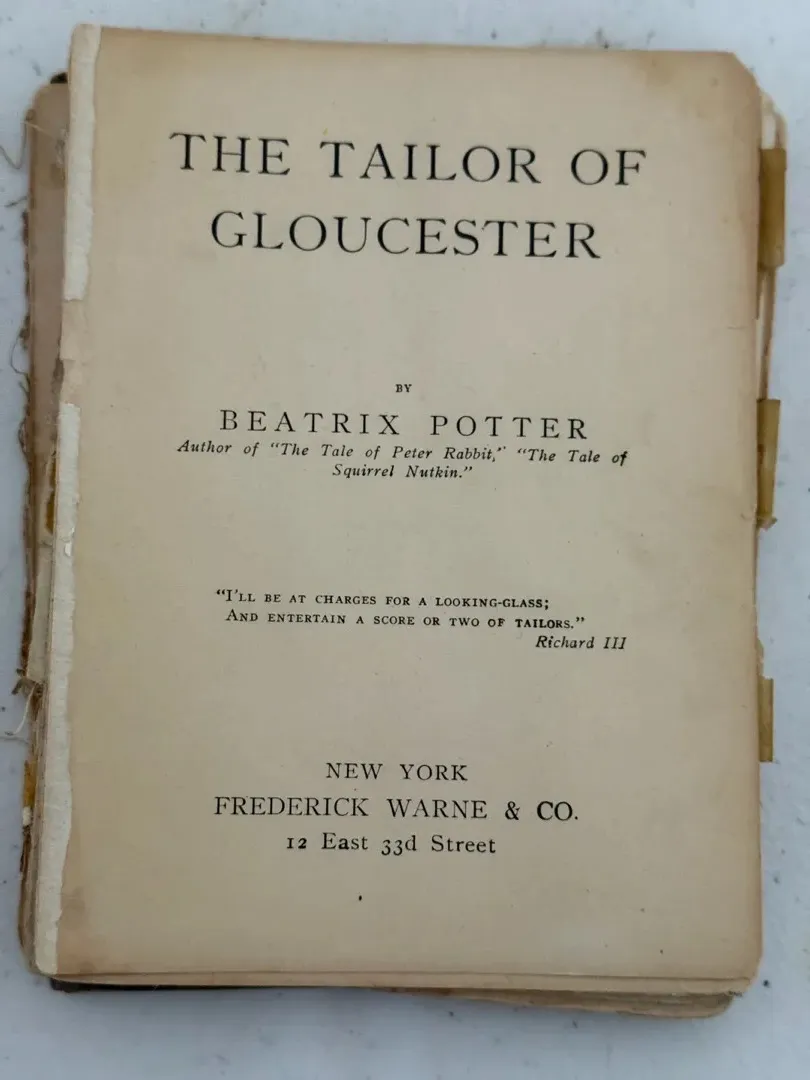 THE TAILOR OF
GLOUCESTER
BY
BEATRIX POTTER
Author of "The Tale of Peter Rabbit," "The Tale of
Squirrel Nutkin."
"I'LL BE AT CHARGES FOR A LOOKING-GLASS;
AND ENTERTAIN A SCORE OR TWO OF TAILORS."
Richard III
NEW YORK
FREDERICK WARNE & CO.
12 East 33d Street